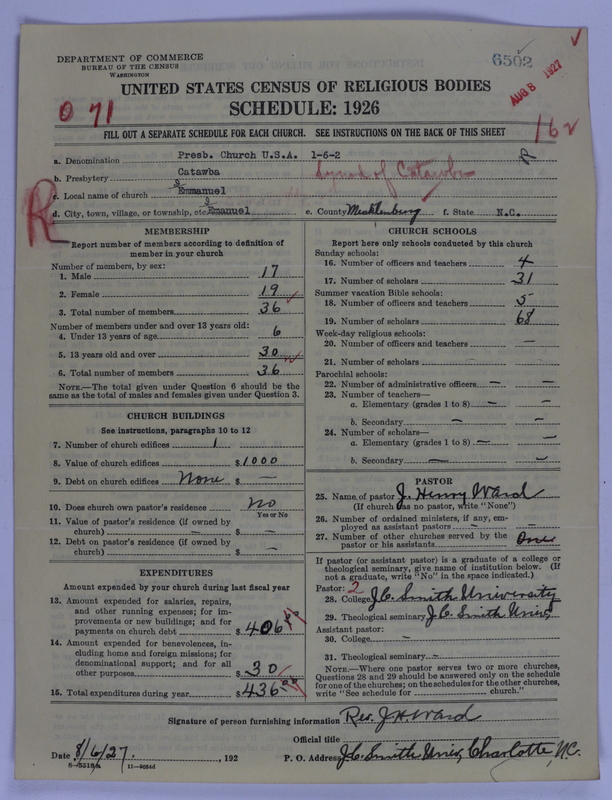 DEPARTMENT OF COMMERCE
BUREAU OF THE CENSUS
WASHINGTON
6502
AUG 8 1927
UNITED STATES CENSUS OF RELIGIOUS BODIES
SCHEDULE: 1926
0 71
FILL OUT A SEPARATE SCHEDULE FOR EACH CHURCH. SEE INSTRUCTIONS ON THE BACK OF THIS SHEET
162
a. Denomination Presb. Church U.S.A. 1-6-2
b. Presbytery Catawba Synod of Catawba
c. Local name of church Emmanuel
R
d. City, town, village, or township, etc. Emanuel e. County Mecklenburg f. State N.C.
MEMBERSHIP
Report number of members according to definition of
member in your church
Number of members, by sex:
1. Male 17
2. Female 19
3. Total number of members 36
Number of members under and over 13 years old:
4. Under 13 years of age 6
5. 13 years old and over 30
6. Total number of members 36
NOTE.—The total given under Question 6 should be the
same as the total of males and females given under Question 3.
CHURCH BUILDINGS
See instructions, paragraphs 10 to 12
7. Number of church edifices 1
8. Value of church edifices $1000
9. Debt on church edifices None $ —
10. Does church own pastor's residence No
Yes or No
11. Value of pastor's residence (if owned by
church) — $ —
12. Debt on pastor's residence (if owned by
church) — $ —
EXPENDITURES
Amount expended by your church during last fiscal year
13. Amount expended for salaries, repairs,
and other running expenses; for im-
provements or new buildings; and for
payments on church debt $406
14. Amount expended for benevolences, in-
cluding home and foreign missions; for
denominational support; and for all
other purposes $30
15. Total expenditures during year $436.00
CHURCH SCHOOLS
Report here only schools conducted by this church
Sunday schools:
16. Number of officers and teachers 4
17. Number of scholars 31
Summer vacation Bible schools:
18. Number of officers and teachers 5
19. Number of scholars 68
Week-day religious schools:
20. Number of officers and teachers —
21. Number of scholars —
Parochial schools:
22. Number of administrative officers — —
23. Number of teachers—
a. Elementary (grades 1 to 8) — —
b. Secondary — —
24. Number of scholars—
a. Elementary (grades 1 to 8) — —
b. Secondary — —
PASTOR
25. Name of pastor J. Henry Ward
(If church has no pastor, write "None")
26. Number of ordained ministers, if any, em-
ployed as assistant pastors — —
27. Number of other churches served by the
pastor or his assistants One
If pastor (or assistant pastor) is a graduate of a college or
theological seminary, give name of institution below. (If
not a graduate, write "No" in the space indicated.)
Pastor: 2
28. College J.C. Smith University
29. Theological seminary J.C. Smith Univ.
Assistant pastor:
30. College —
31. Theological seminary —
NOTE.—Where one pastor serves two or more churches,
Questions 28 and 29 should be answered only on the schedule
for one of the churches; on the schedules for the other churches,
write "See schedule for church."
Signature of person furnishing information Rev. J.H. Ward
Official title
Date 8/6/27. , 192 P. O. Address J.C. Smith Univ, Charlotte, N.C.